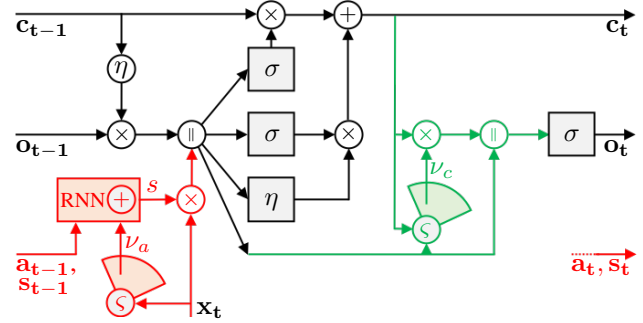 c_{t−1} × + c_t
σ
η
o_{t−1} × || σ × × || σ o_t
ν_c
RNN + s × η
ς
a_{t−1}, ν_a a_t, s_t
s_{t−1}
ς x_t